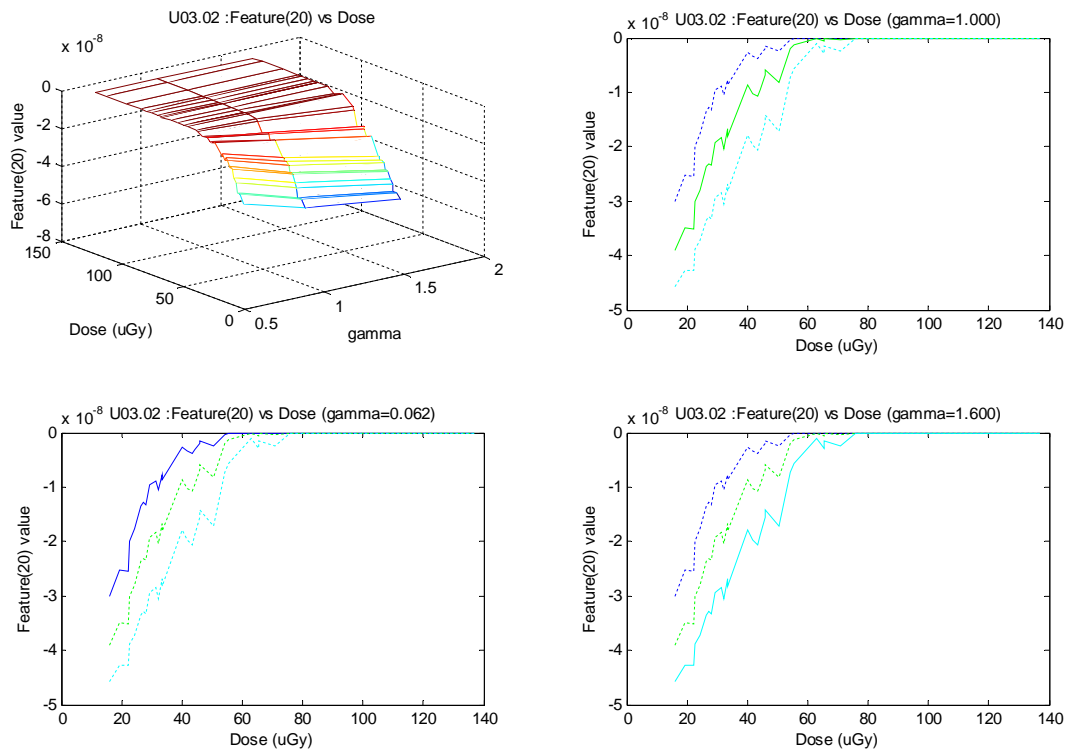 U03.02 :Feature(20) vs Dose
x 10-8
0
-2
-4
-6
-8
Feature(20) value
150
100
50
0
Dose (uGy)
0.5
1
1.5
2
gamma
x 10-8 U03.02 :Feature(20) vs Dose (gamma=1.000)
0
-1
-2
-3
-4
-5
Feature(20) value
0 20 40 60 80 100 120 140
Dose (uGy)
x 10-8 U03.02 :Feature(20) vs Dose (gamma=0.062)
0
-1
-2
-3
-4
-5
Feature(20) value
0 20 40 60 80 100 120 140
Dose (uGy)
x 10-8 U03.02 :Feature(20) vs Dose (gamma=1.600)
0
-1
-2
-3
-4
-5
Feature(20) value
0 20 40 60 80 100 120 140
Dose (uGy)